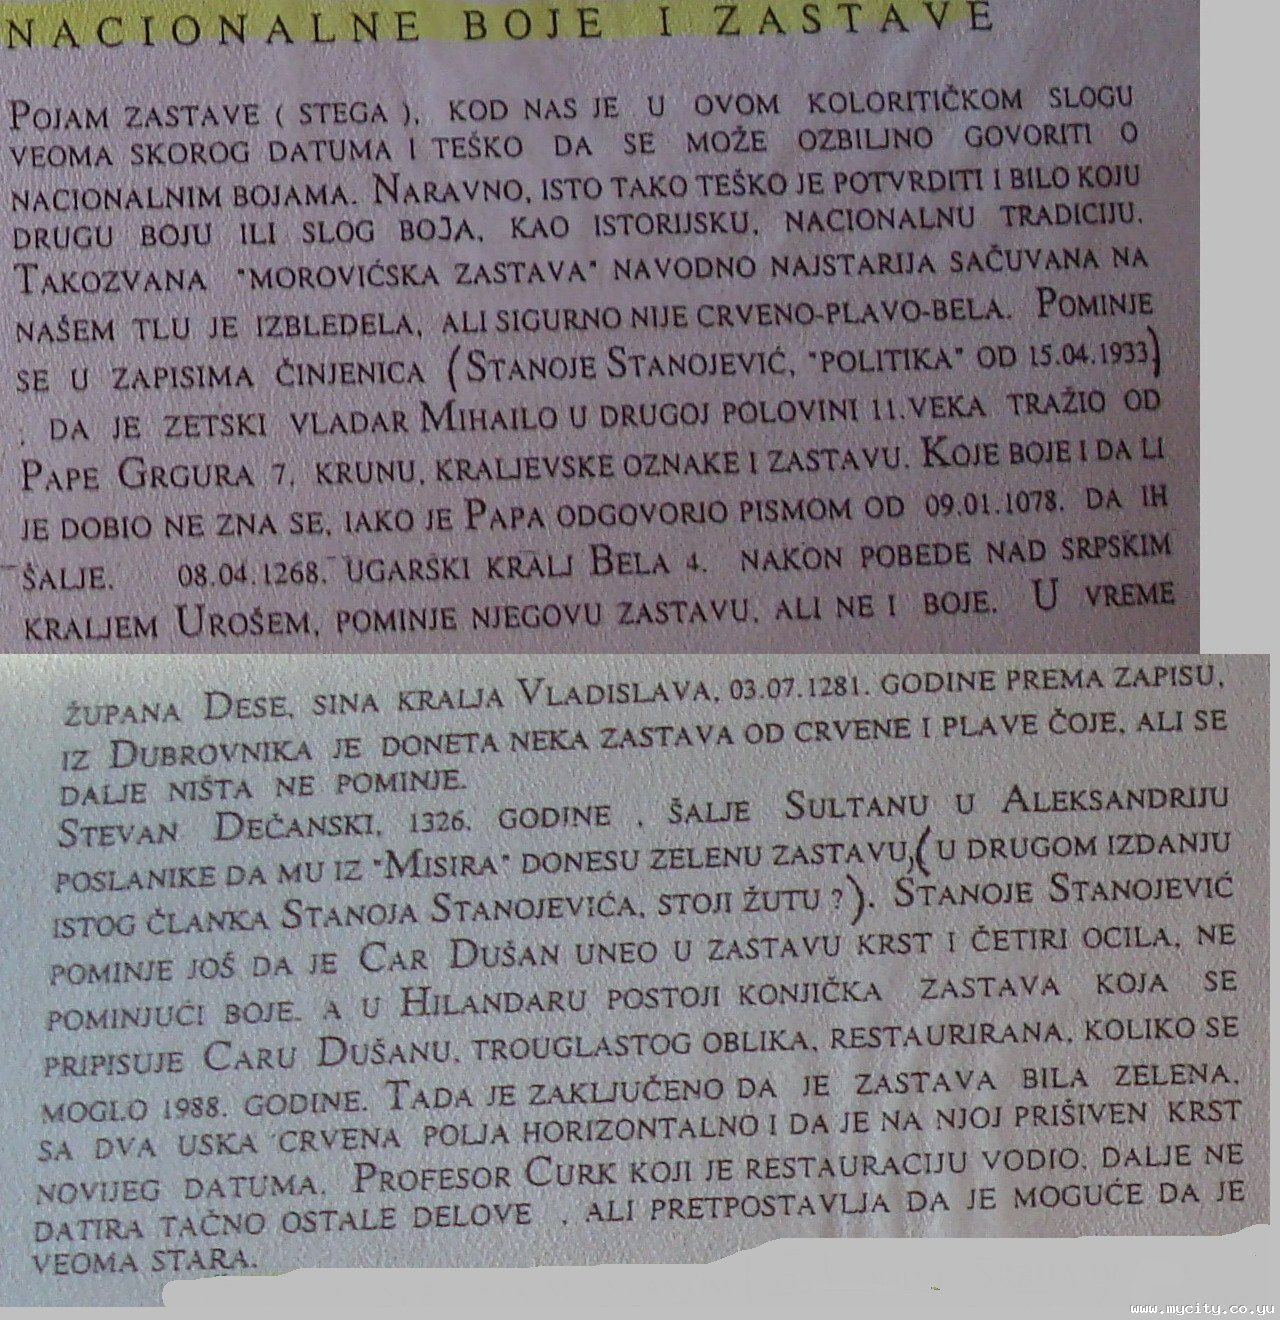 NACIONALNE BOJE I ZASTAVE
POJAM ZASTAVE ( STEGA ), KOD NAS JE U OVOM KOLORITIČKOM SLOGU
VEOMA SKOROG DATUMA I TEŠKO DA SE MOŽE OZBILJNO GOVORITI O
NACIONALNIM BOJAMA. NARAVNO, ISTO TAKO TEŠKO JE POTVRDITI I BILO KOJU
DRUGU BOJU ILI SLOG BOJA, KAO ISTORIJSKU, NACIONALNU TRADICIJU.
TAKOZVANA "MOROVIĆSKA ZASTAVA" NAVODNO NAJSTARIJA SAČUVANA NA
NAŠEM TLU JE IZBLEDELA, ALI SIGURNO NIJE CRVENO-PLAVO-BELA. POMINJE
SE U ZAPISIMA ČINJENICA (STANOJE STANOJEVIĆ, "POLITIKA" OD 15.04.1933)
, DA JE ZETSKI VLADAR MIHAILO U DRUGOJ POLOVINI 11.VEKA TRAŽIO OD
PAPE GRGURA 7, KRUNU, KRALJEVSKE OZNAKE I ZASTAVU. KOJE BOJE I DA LI
JE DOBIO NE ZNA SE, IAKO JE PAPA ODGOVORIO PISMOM OD 09.01.1078. DA IH
ŠALJE. 08.04.1268. UGARSKI KRALJ BELA 4. NAKON POBEDE NAD SRPSKIM
KRALJEM UROŠEM, POMINJE NJEGOVU ZASTAVU, ALI NE I BOJE. U VREME
ŽUPANA DESE, SINA KRALJA VLADISLAVA, 03.07.1281. GODINE PREMA ZAPISU,
IZ DUBROVNIKA JE DONETA NEKA ZASTAVA OD CRVENE I PLAVE ČOJE, ALI SE
DALJE NIŠTA NE POMINJE.
STEVAN DEČANSKI, 1326. GODINE , ŠALJE SULTANU U ALEKSANDRIJU
POSLANIKE DA MU IZ "MISIRA" DONESU ZELENU ZASTAVU,(U DRUGOM IZDANJU
ISTOG ČLANKA STANOJA STANOJEVIĆA, STOJI ŽUTU ?). STANOJE STANOJEVIĆ
POMINJE JOŠ DA JE CAR DUŠAN UNEO U ZASTAVU KRST I ČETIRI OCILA, NE
POMINJUĆI BOJE. A U HILANDARU POSTOJI KONJIČKA ZASTAVA KOJA SE
PRIPISUJE CARU DUŠANU, TROUGLASTOG OBLIKA, RESTAURIRANA, KOLIKO SE
MOGLO 1988. GODINE. TADA JE ZAKLJUČENO DA JE ZASTAVA BILA ZELENA,
SA DVA USKA CRVENA POLJA HORIZONTALNO I DA JE NA NJOJ PRIŠIVEN KRST
NOVIJEG DATUMA. PROFESOR CURK KOJI JE RESTAURACIJU VODIO, DALJE NE
DATIRA TAČNO OSTALE DELOVE , ALI PRETPOSTAVLJA DA JE MOGUĆE DA JE
VEOMA STARA.
www.mycity.co.yu